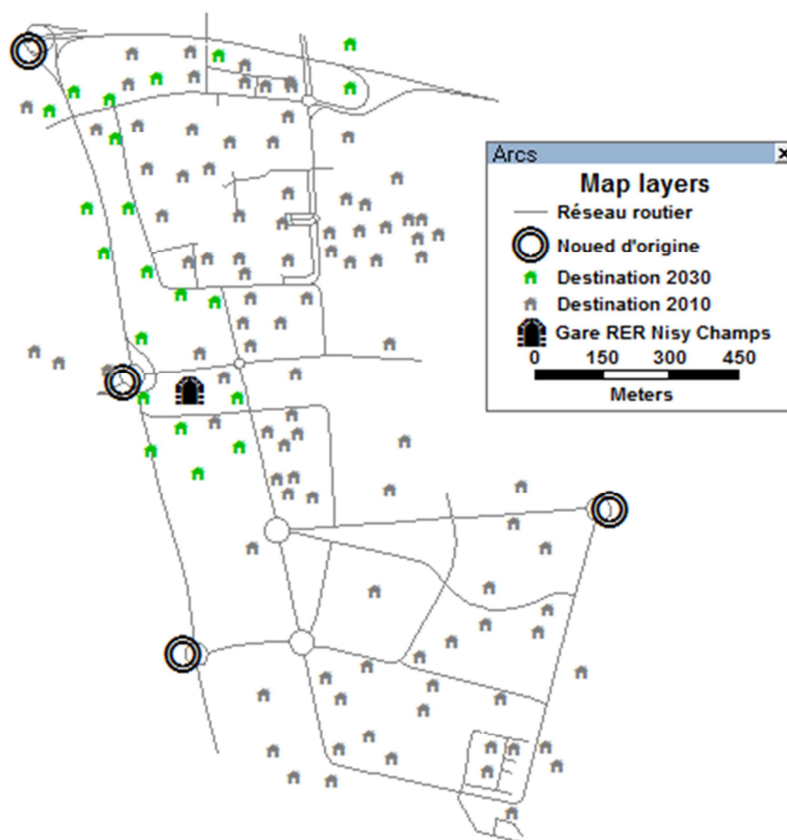 Arcs
Map layers
Réseau routier
Noued d'origine
Destination 2030
Destination 2010
Gare RER Nisy Champs
0 150 300 450
Meters